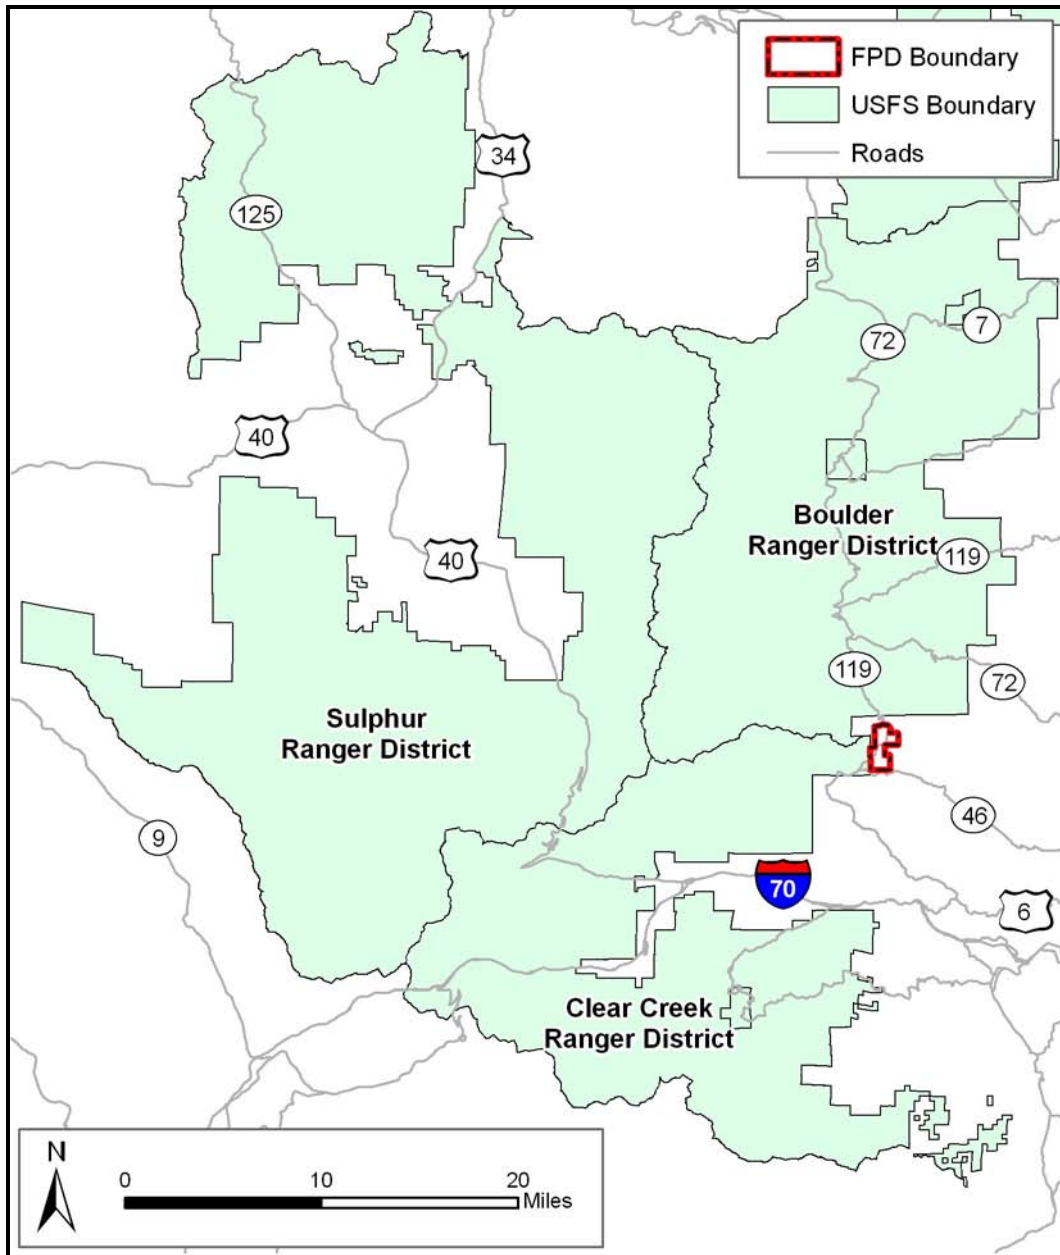 FPD Boundary
USFS Boundary
Roads
34
125
7
72
40
40
Boulder
Ranger District
119
119
72
Sulphur
Ranger District
46
9
70
6
Clear Creek
Ranger District
N
0
10
20
Miles